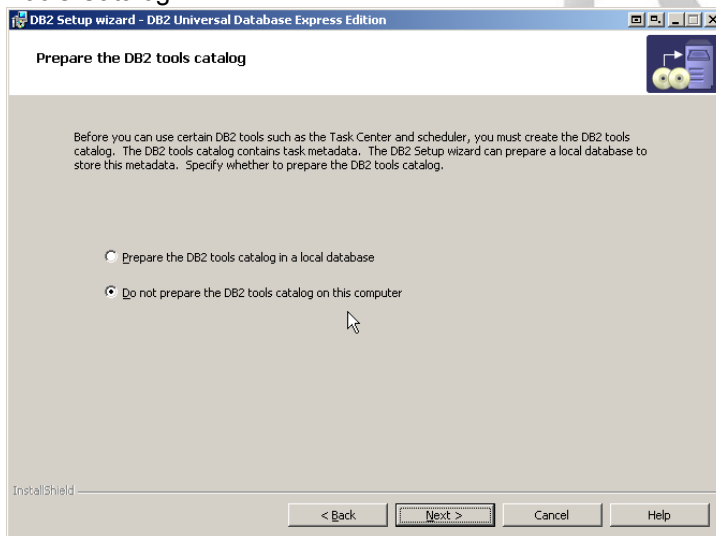 DB2 Setup wizard - DB2 Universal Database Express Edition
Prepare the DB2 tools catalog
Before you can use certain DB2 tools such as the Task Center and scheduler, you must create the DB2 tools
catalog. The DB2 tools catalog contains task metadata. The DB2 Setup wizard can prepare a local database to
store this metadata. Specify whether to prepare the DB2 tools catalog.
Prepare the DB2 tools catalog in a local database
Do not prepare the DB2 tools catalog on this computer
InstallShield
< Back Next > Cancel Help